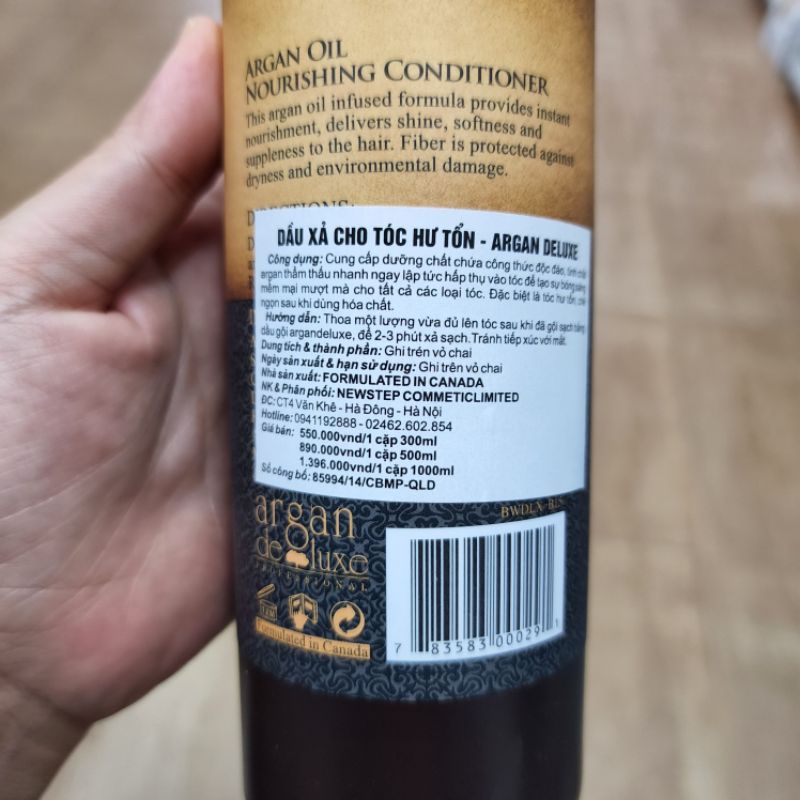 ARGAN OIL
NOURISHING CONDITIONER
This argan oil infused formula provides instant
nourishment, delivers shine, softness and
suppleness to the hair. Fiber is protected against
dryness and environmental damage.
DẦU XẢ CHO TÓC HƯ TỔN - ARGAN DELUXE
Công dụng: Cung cấp dưỡng chất chứa công thức độc đáo, tinh chất
argan thẩm thấu nhanh ngay lập tức hấp thụ vào tóc để tạo sự bóng
mềm mại mượt mà cho tất cả các loại tóc. Đặc biệt là tóc hư tổn, chẻ
ngọn sau khi dùng hóa chất.
Hướng dẫn: Thoa một lượng vừa đủ lên tóc sau khi đã gội sạch bằng
dầu gội argandeluxe, để 2-3 phút xả sạch. Tránh tiếp xúc với mắt.
Dung tích & thành phần: Ghi trên vỏ chai
Ngày sản xuất & hạn sử dụng: Ghi trên vỏ chai
Nhà sản xuất: FORMULATED IN CANADA
NK & Phân phối: NEWSTEP COMMETICLIMITED
ĐC: CT4 Văn Khê - Hà Đông - Hà Nội
Hotline: 0941192888 - 02462.602.854
Giá bán: 550.000vnd/1 cặp 300ml
890.000vnd/1 cặp 500ml
1.396.000vnd/1 cặp 1000ml
Số công bố: 85994/14/CBMP-QLD
argan
de luxe
PROFESSIONAL
Formulated in Canada
7 83583 00029 1